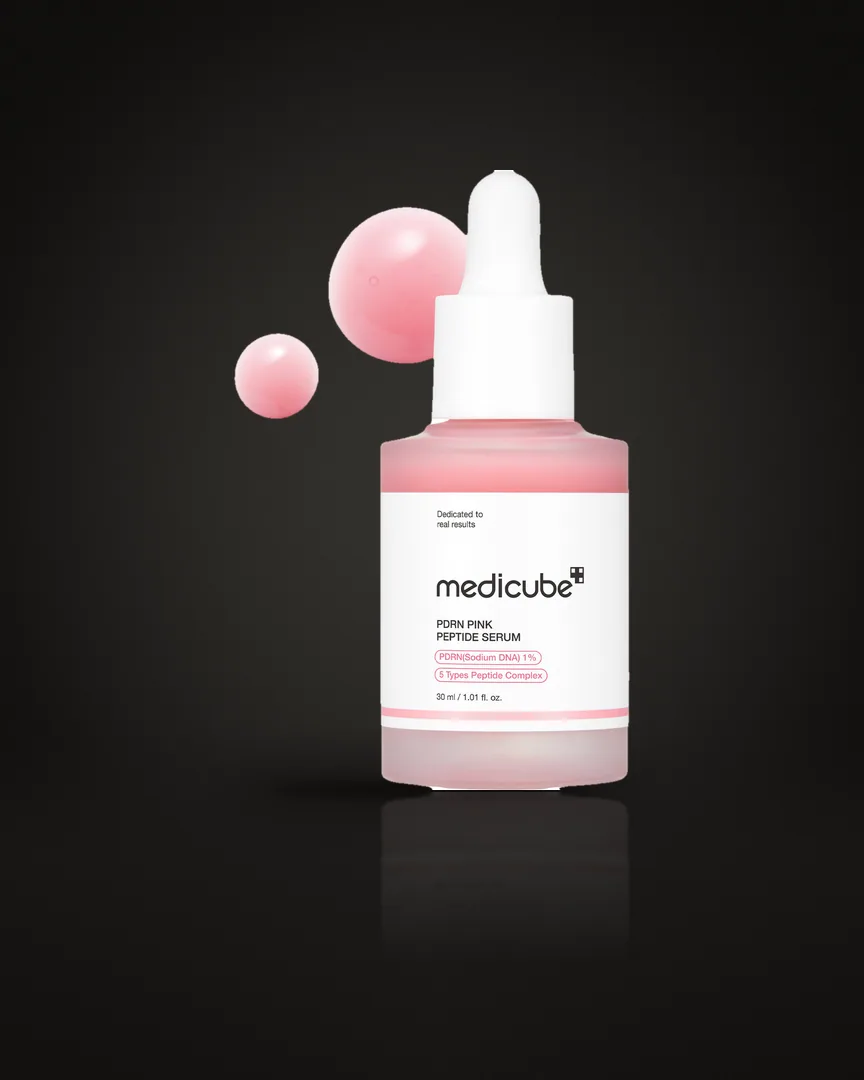 Dedicated to
real results
medicube
PDRN PINK
PEPTIDE SERUM
PDRN(Sodium DNA) 1%
5 Types Peptide Complex
30 ml / 1.01 fl. oz.